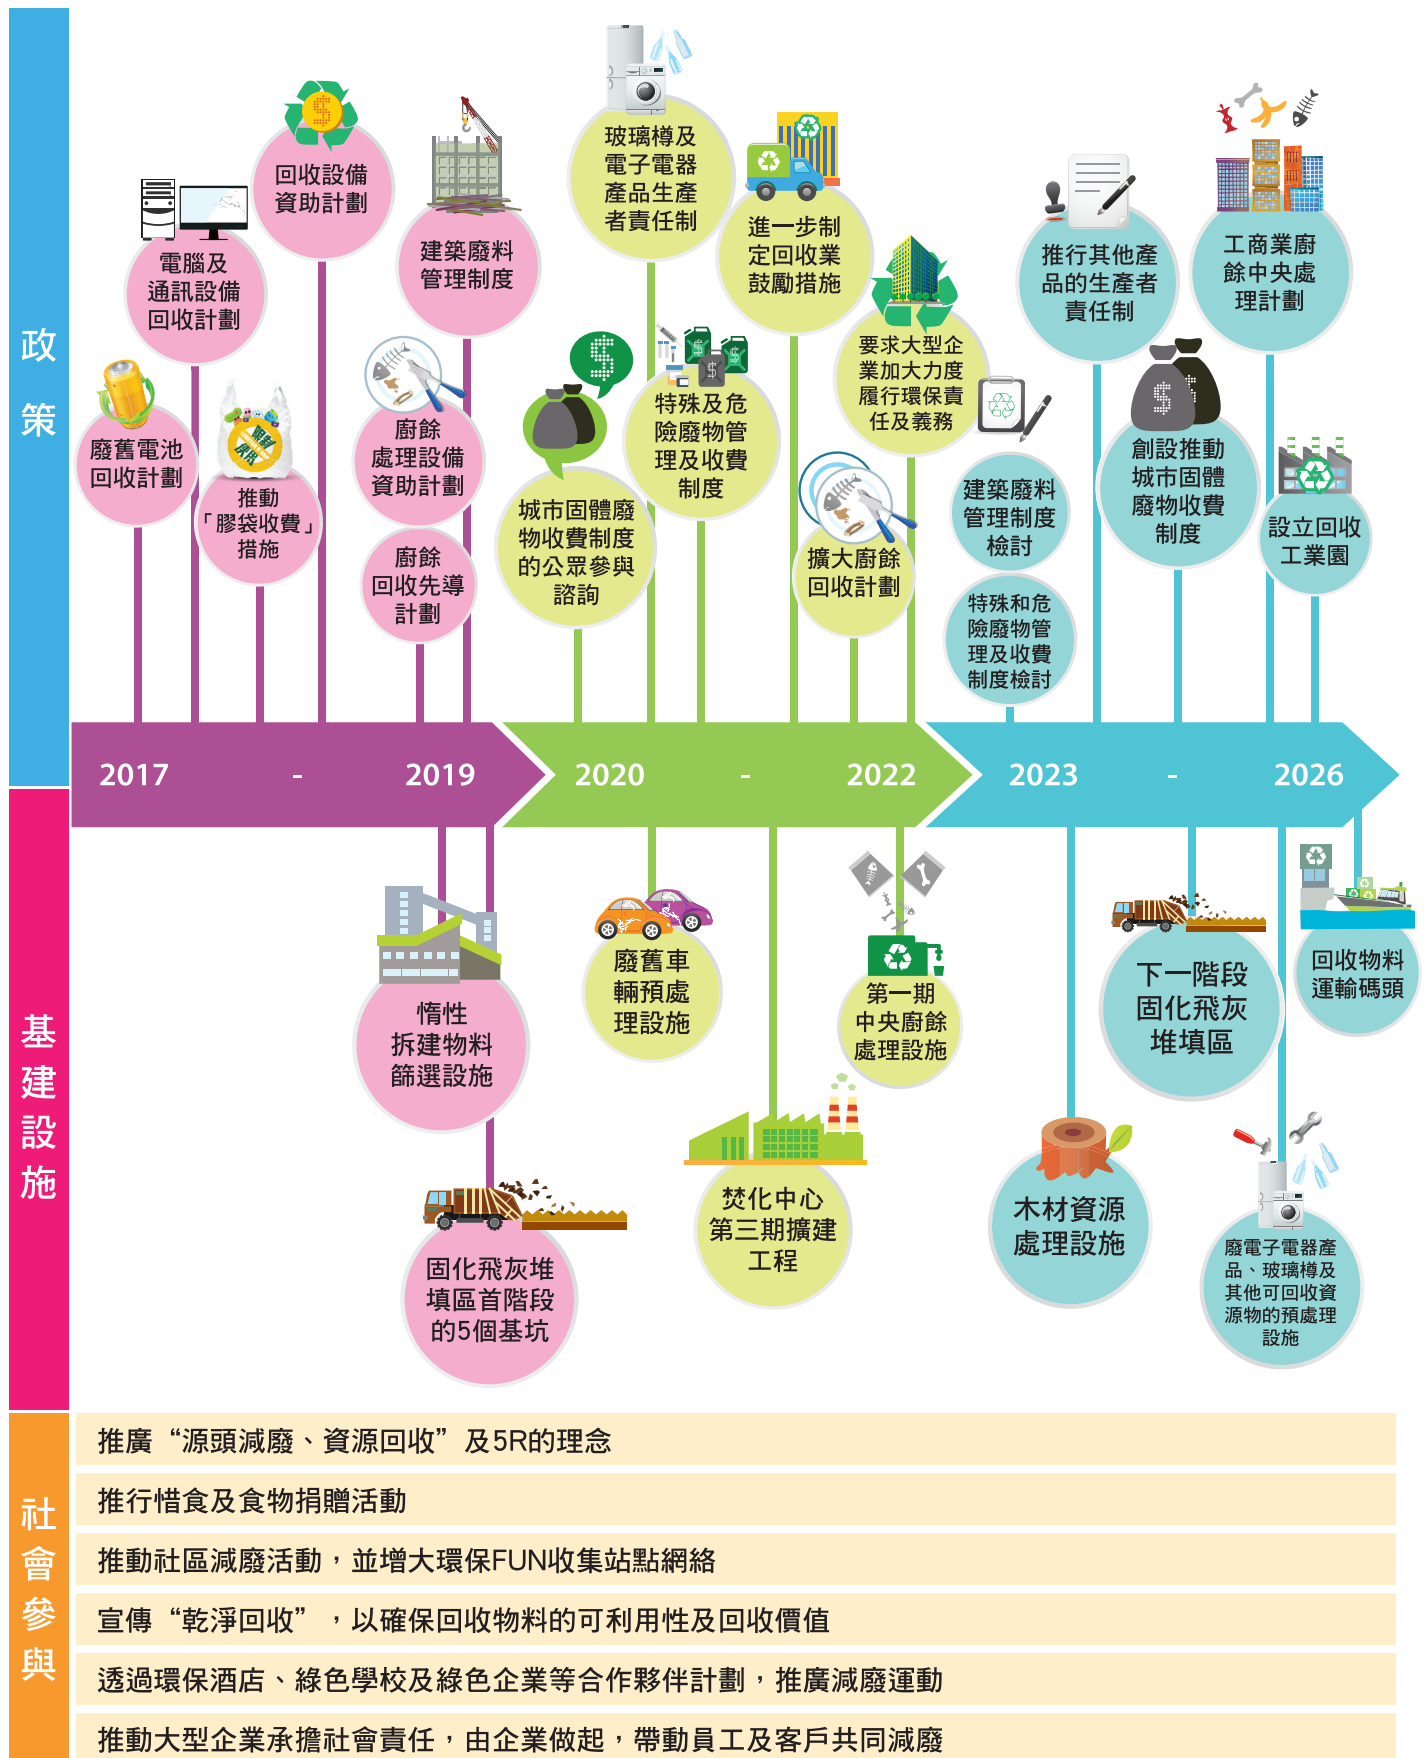 政策
廢舊電池
回收計劃
電腦及
通訊設備
回收計劃
推動
「膠袋收費」
措施
回收設備
資助計劃
廚餘
處理設備
資助計劃
廚餘
回收先導
計劃
建築廢料
管理制度
城市固體廢
物收費制度
的公眾參與
諮詢
玻璃樽及
電子電器
產品生產
者責任制
特殊及危
險廢物管
理及收費
制度
進一步制
定回收業
鼓勵措施
擴大廚餘
回收計劃
要求大型企
業加大力度
履行環保責
任及義務
建築廢料
管理制度
檢討
特殊和危
險廢物管
理及收費
制度檢討
推行其他產
品的生產者
責任制
創設推動
城市固體
廢物收費
制度
工商業廚
餘中央處
理計劃
設立回收
工業園
2017 - 2019
2020 - 2022
2023 - 2026
基建設施
惰性
拆建物料
篩選設施
固化飛灰堆
填區首階段
的5個基坑
廢舊車
輛預處
理設施
焚化中心
第三期擴建
工程
第一期
中央廚餘
處理設施
木材資源
處理設施
下一階段
固化飛灰
堆填區
廢電子電器產
品、玻璃樽及
其他可回收資
源物的預處理
設施
回收物料
運輸碼頭
社會參與
推廣“源頭減廢、資源回收”及5R的理念
推行惜食及食物捐贈活動
推動社區減廢活動，並增大環保FUN收集站點網絡
宣傳“乾淨回收”，以確保回收物料的可利用性及回收價值
透過環保酒店、綠色學校及綠色企業等合作夥伴計劃，推廣減廢運動
推動大型企業承擔社會責任，由企業做起，帶動員工及客戶共同減廢